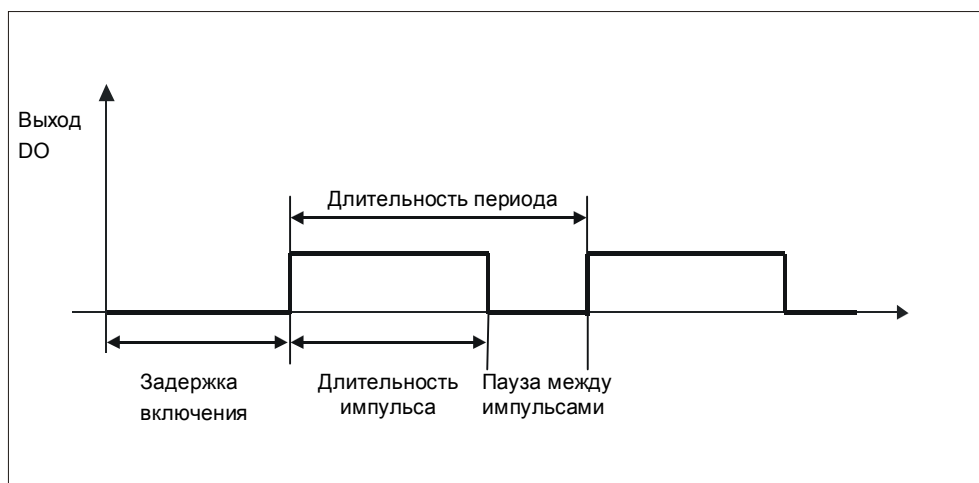 Выход
DO
Длительность периода
Задержка
включения
Длительность
импульса
Пауза между
импульсами